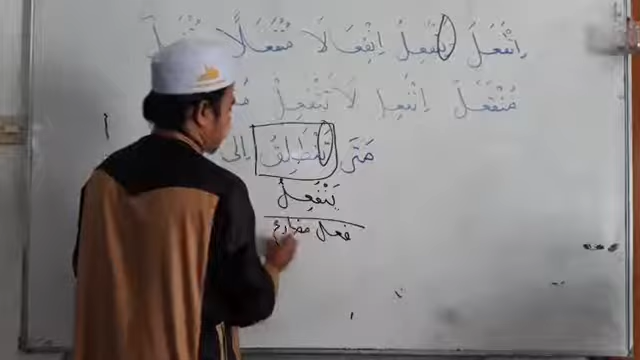 اِنْفَعَلَ يَنْفَعِلُ اِنْفِعَالًا مُنْفَعَلًا
مُنْفَعَلٌ اِنْفَعِلْ لَا تَنْفَعِلْ
مَتَى تَنْطَلِقُ اِلَى
يَنْفَعِلُ
فعل مضارع